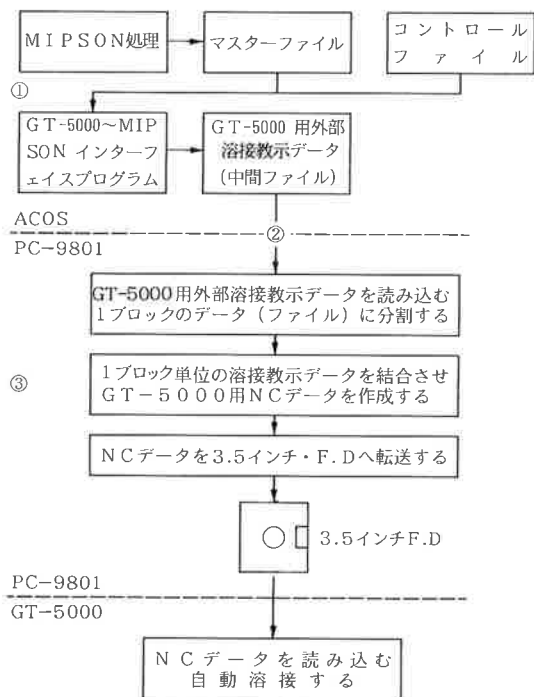 MIPSON処理
マスターファイル
コントロール
ファイル
①
GT-5000～MIP
SONインターフ
ェイスプログラム
GT-5000用外部
溶接教示データ
(中間ファイル)
ACOS
②
PC-9801
GT-5000用外部溶接教示データを読み込む
1ブロックのデータ(ファイル)に分割する
③
1ブロック単位の溶接教示データを結合させ
GT-5000用NCデータを作成する
NCデータを3.5インチ・F.Dへ転送する
3.5インチF.D
PC-9801
GT-5000
NCデータを読み込む
自動溶接する